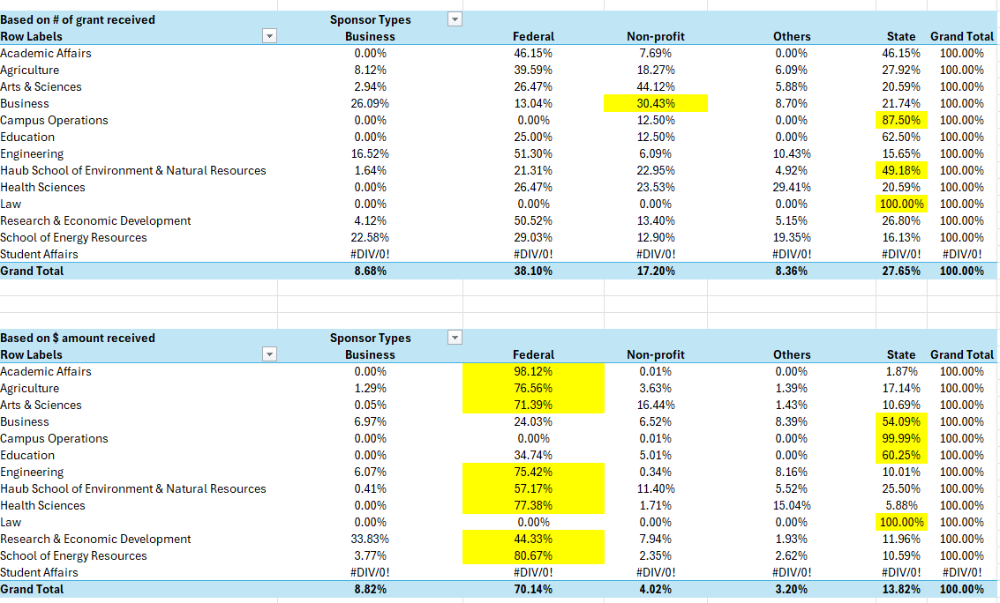 Based on # of grant received Sponsor Types
Row Labels Business Federal Non-profit Others State Grand Total
Academic Affairs 0.00% 46.15% 7.69% 0.00% 46.15% 100.00%
Agriculture 8.12% 39.59% 18.27% 6.09% 27.92% 100.00%
Arts & Sciences 2.94% 26.47% 44.12% 5.88% 20.59% 100.00%
Business 26.09% 13.04% 30.43% 8.70% 21.74% 100.00%
Campus Operations 0.00% 0.00% 12.50% 0.00% 87.50% 100.00%
Education 0.00% 25.00% 12.50% 0.00% 62.50% 100.00%
Engineering 16.52% 51.30% 6.09% 10.43% 15.65% 100.00%
Haub School of Environment & Natural Resources 1.64% 21.31% 22.95% 4.92% 49.18% 100.00%
Health Sciences 0.00% 26.47% 23.53% 29.41% 20.59% 100.00%
Law 0.00% 0.00% 0.00% 0.00% 100.00% 100.00%
Research & Economic Development 4.12% 50.52% 13.40% 5.15% 26.80% 100.00%
School of Energy Resources 22.58% 29.03% 12.90% 19.35% 16.13% 100.00%
Student Affairs #DIV/0! #DIV/0! #DIV/0! #DIV/0! #DIV/0! #DIV/0!
Grand Total 8.68% 38.10% 17.20% 8.36% 27.65% 100.00%
Based on $ amount received Sponsor Types
Row Labels Business Federal Non-profit Others State Grand Total
Academic Affairs 0.00% 98.12% 0.01% 0.00% 1.87% 100.00%
Agriculture 1.29% 76.56% 3.63% 1.39% 17.14% 100.00%
Arts & Sciences 0.05% 71.39% 16.44% 1.43% 10.69% 100.00%
Business 6.97% 24.03% 6.52% 8.39% 54.09% 100.00%
Campus Operations 0.00% 0.00% 0.01% 0.00% 99.99% 100.00%
Education 0.00% 34.74% 5.01% 0.00% 60.25% 100.00%
Engineering 6.07% 75.42% 0.34% 8.16% 10.01% 100.00%
Haub School of Environment & Natural Resources 0.41% 57.17% 11.40% 5.52% 25.50% 100.00%
Health Sciences 0.00% 77.38% 1.71% 15.04% 5.88% 100.00%
Law 0.00% 0.00% 0.00% 0.00% 100.00% 100.00%
Research & Economic Development 33.83% 44.33% 7.94% 1.93% 11.96% 100.00%
School of Energy Resources 3.77% 80.67% 2.35% 2.62% 10.59% 100.00%
Student Affairs #DIV/0! #DIV/0! #DIV/0! #DIV/0! #DIV/0! #DIV/0!
Grand Total 8.82% 70.14% 4.02% 3.20% 13.82% 100.00%